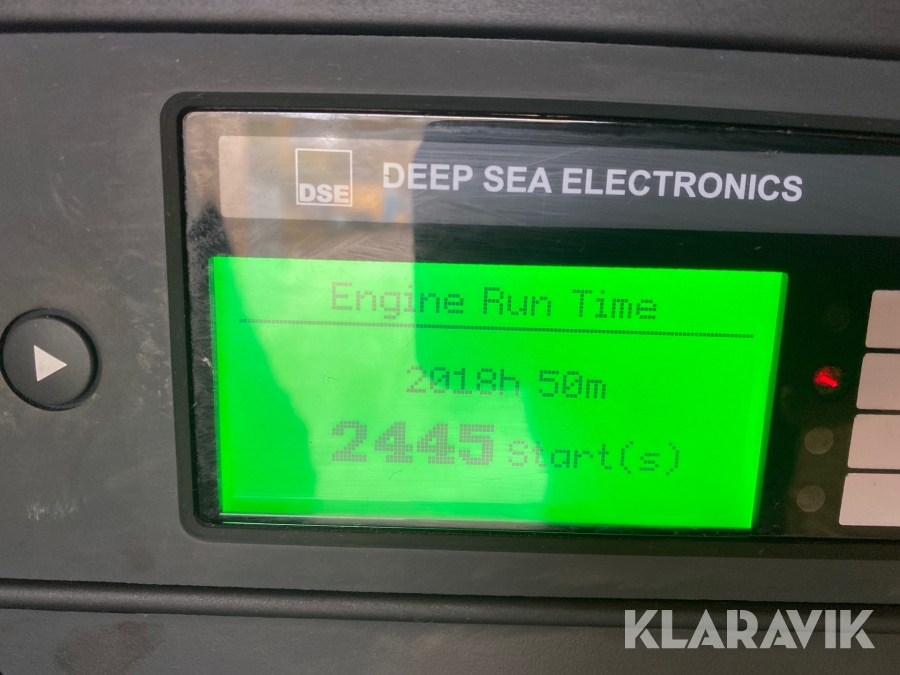 DSE
DEEP SEA ELECTRONICS
Engine Run Time
2018h 50m
2445 Start(s)
KLARAVIK